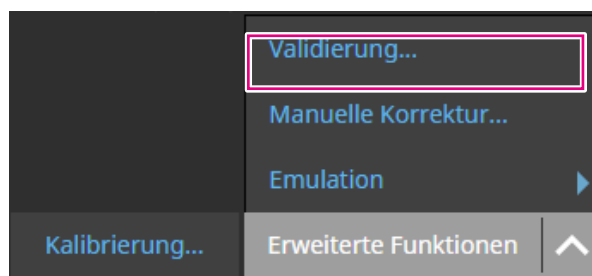 Validierung...
Manuelle Korrektur...
Emulation
Kalibrierung...
Erweiterte Funktionen